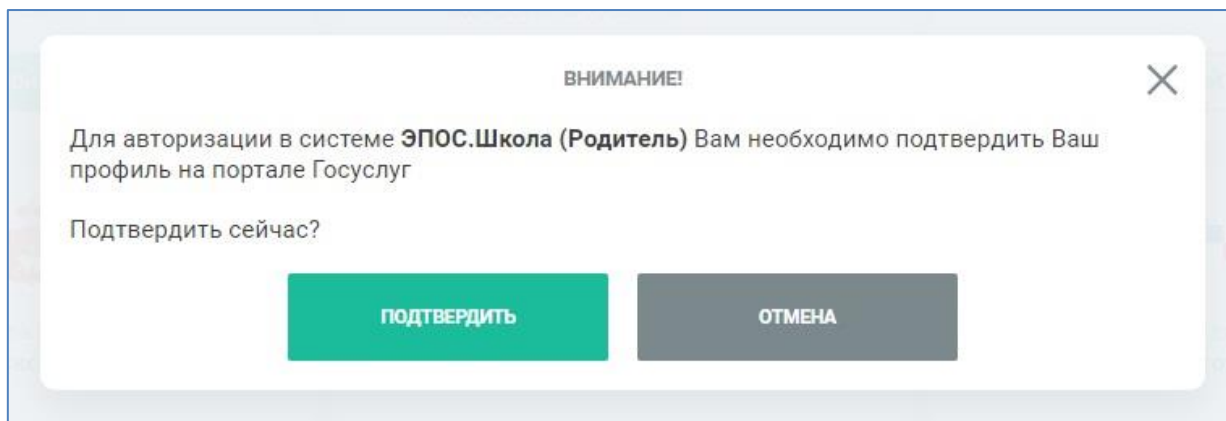 ВНИМАНИЕ!
Для авторизации в системе ЭПОС.Школа (Родитель) Вам необходимо подтвердить Ваш
профиль на портале Госуслуг
Подтвердить сейчас?
ПОДТВЕРДИТЬ
ОТМЕНА